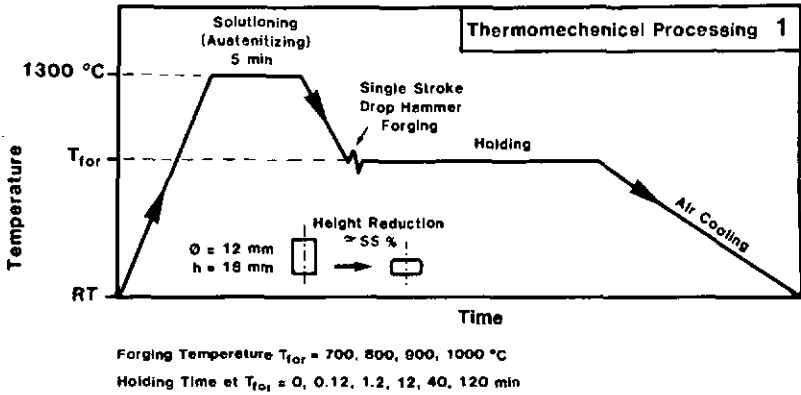 Thermomechenical Processing 1
Solutioning
(Austenitizing)
5 min
1300 °C
Single Stroke
Drop Hammer
Forging
Tfor
Holding
Temperature
Air Cooling
Height Reduction
≃ 55 %
Ø = 12 mm
h = 18 mm
RT
Time
Forging Temperature Tfor = 700, 800, 900, 1000 °C
Holding Time et Tfor = 0, 0.12, 1.2, 12, 40, 120 min